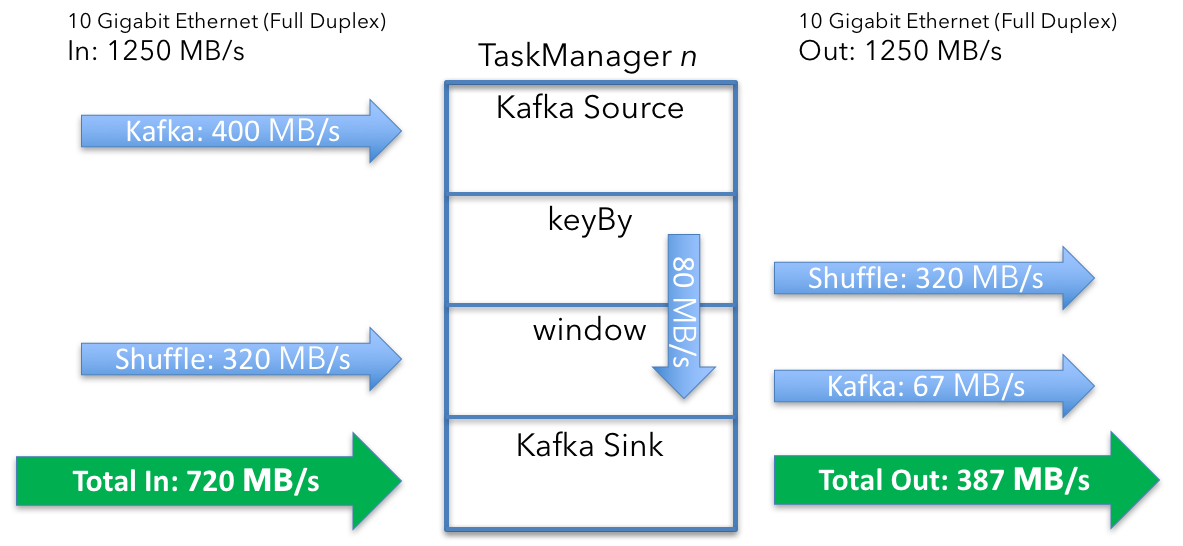 10 Gigabit Ethernet (Full Duplex)
In: 1250 MB/s
TaskManager n
10 Gigabit Ethernet (Full Duplex)
Out: 1250 MB/s
Kafka Source
Kafka: 400 MB/s
keyBy
80 MB/s
Shuffle: 320 MB/s
window
Shuffle: 320 MB/s
Kafka: 67 MB/s
Kafka Sink
Total In: 720 MB/s
Total Out: 387 MB/s